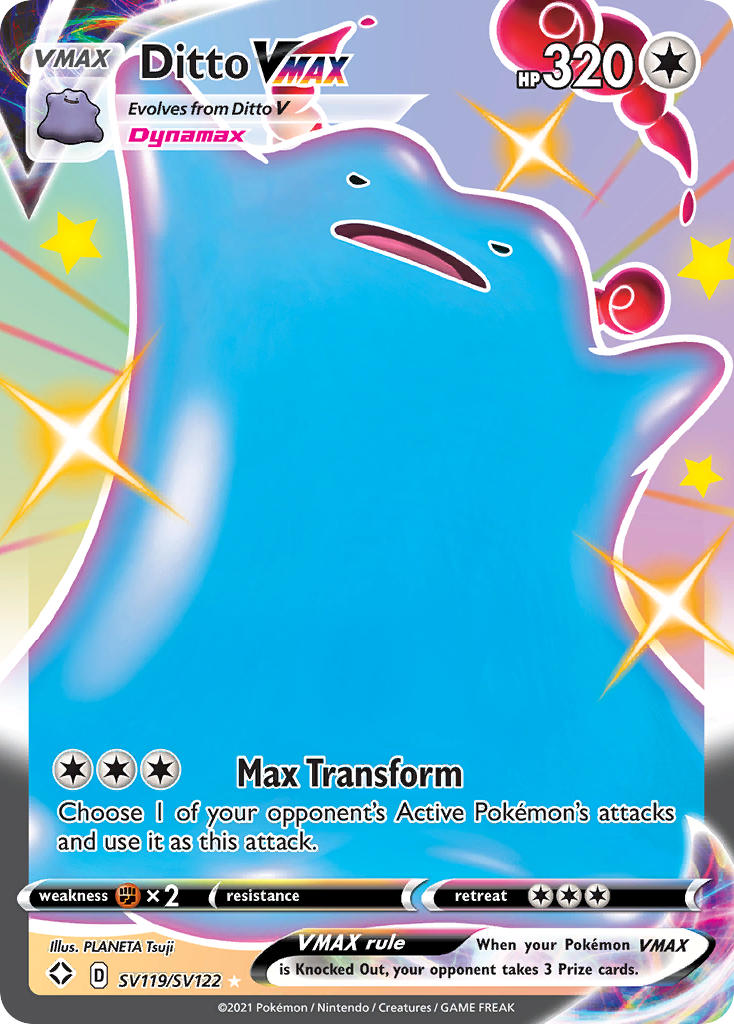 VMAX
Ditto VMAX
HP 320
Evolves from Ditto V
Dynamax
Max Transform
Choose 1 of your opponent's Active Pokémon's attacks
and use it as this attack.
weakness ×2 resistance retreat
Illus. PLANETA Tsuji
VMAX rule When your Pokémon VMAX
is Knocked Out, your opponent takes 3 Prize cards.
D SV119/SV122
©2021 Pokémon / Nintendo / Creatures / GAME FREAK